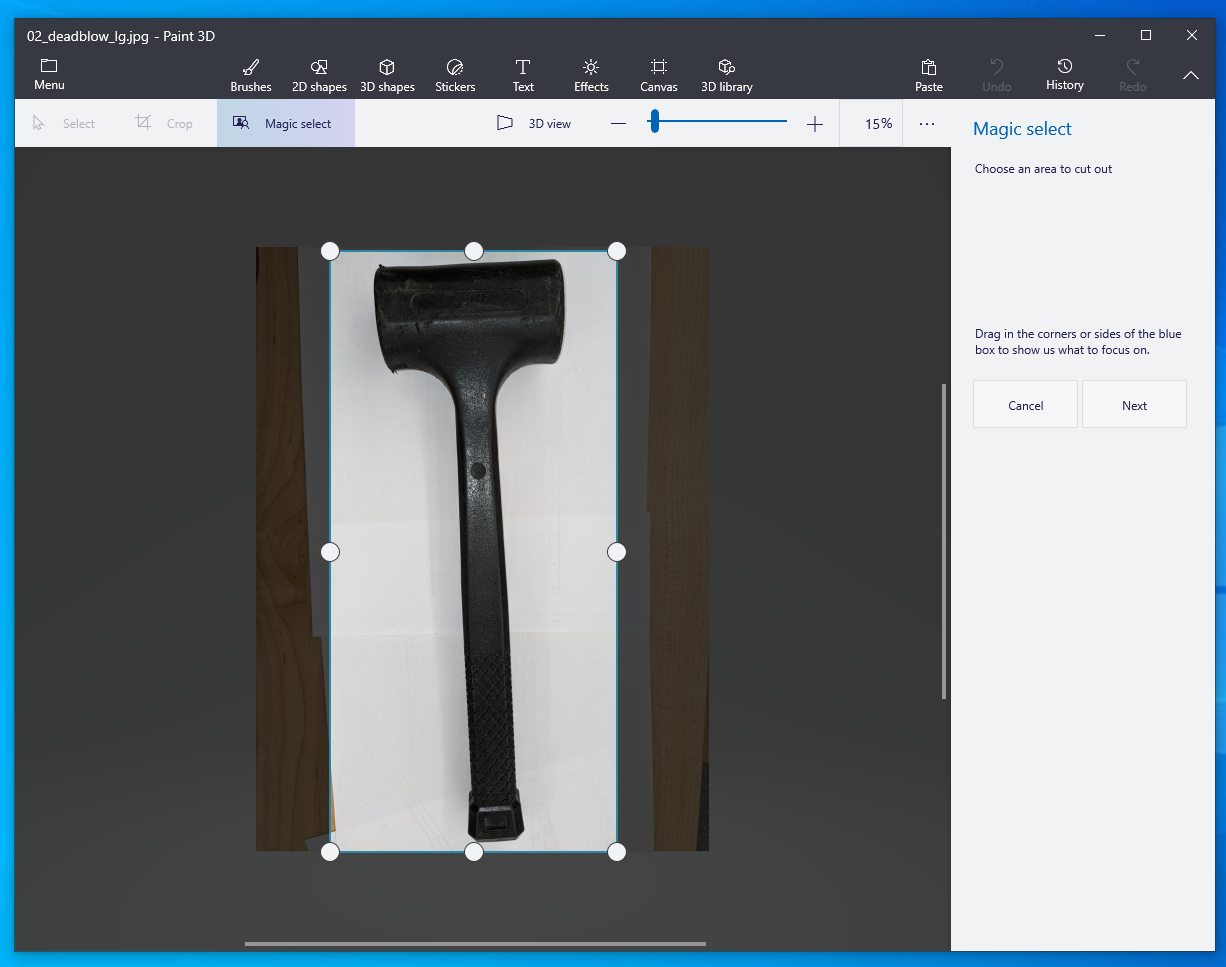 02_deadblow_lg.jpg - Paint 3D
Menu
Brushes
2D shapes
3D shapes
Stickers
Text
Effects
Canvas
3D library
Paste
Undo
History
Redo
Select
Crop
Magic select
3D view
15%
Magic select
Choose an area to cut out
Drag in the corners or sides of the blue
box to show us what to focus on.
Cancel
Next